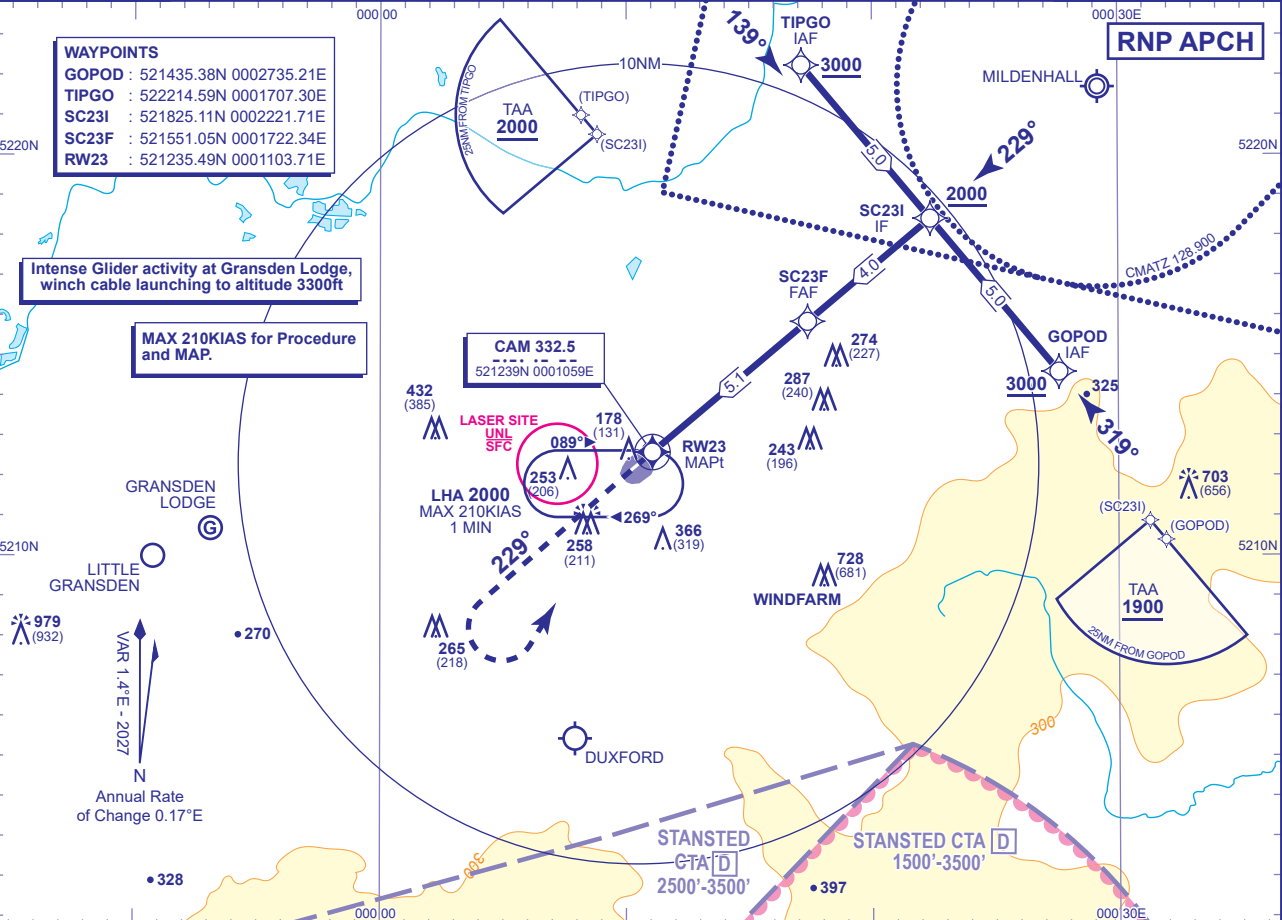 000 00
000 30E
RNP APCH
WAYPOINTS
GOPOD : 521435.38N 0002735.21E
TIPGO : 522214.59N 0001707.30E
SC23I : 521825.11N 0002221.71E
SC23F : 521551.05N 0001722.34E
RW23 : 521235.49N 0001103.71E
25NM FROM TIPGO
TAA
2000
(TIPGO)
(SC23I)
10NM
139°
TIPGO
IAF
3000
MILDENHALL
229°
5.0
2000
SC23I
IF
5220N
5220N
CMATZ 128.900
Intense Glider activity at Gransden Lodge,
winch cable launching to altitude 3300ft
MAX 210KIAS for Procedure
and MAP.
SC23F
FAF
4.0
5.0
GOPOD
IAF
3000
325
319°
CAM 332.5
521239N 0001059E
5.1
274
(227)
287
(240)
243
(196)
432
(385)
LASER SITE
UNL
SFC
178
(131)
089°
253
(206)
RW23
MAPt
LHA 2000
MAX 210KIAS
1 MIN
269°
258
(211)
366
(319)
229°
703
(656)
(SC23I)
(GOPOD)
TAA
1900
25NM FROM GOPOD
GRANSDEN
LODGE
G
LITTLE
GRANSDEN
5210N
5210N
728
(681)
WINDFARM
979
(932)
270
265
(218)
VAR 1.4°E - 2027
N
Annual Rate
of Change 0.17°E
DUXFORD
300
300
328
STANSTED
CTA D
2500'-3500'
STANSTED CTA D
1500'-3500'
397
000 00
000 30E